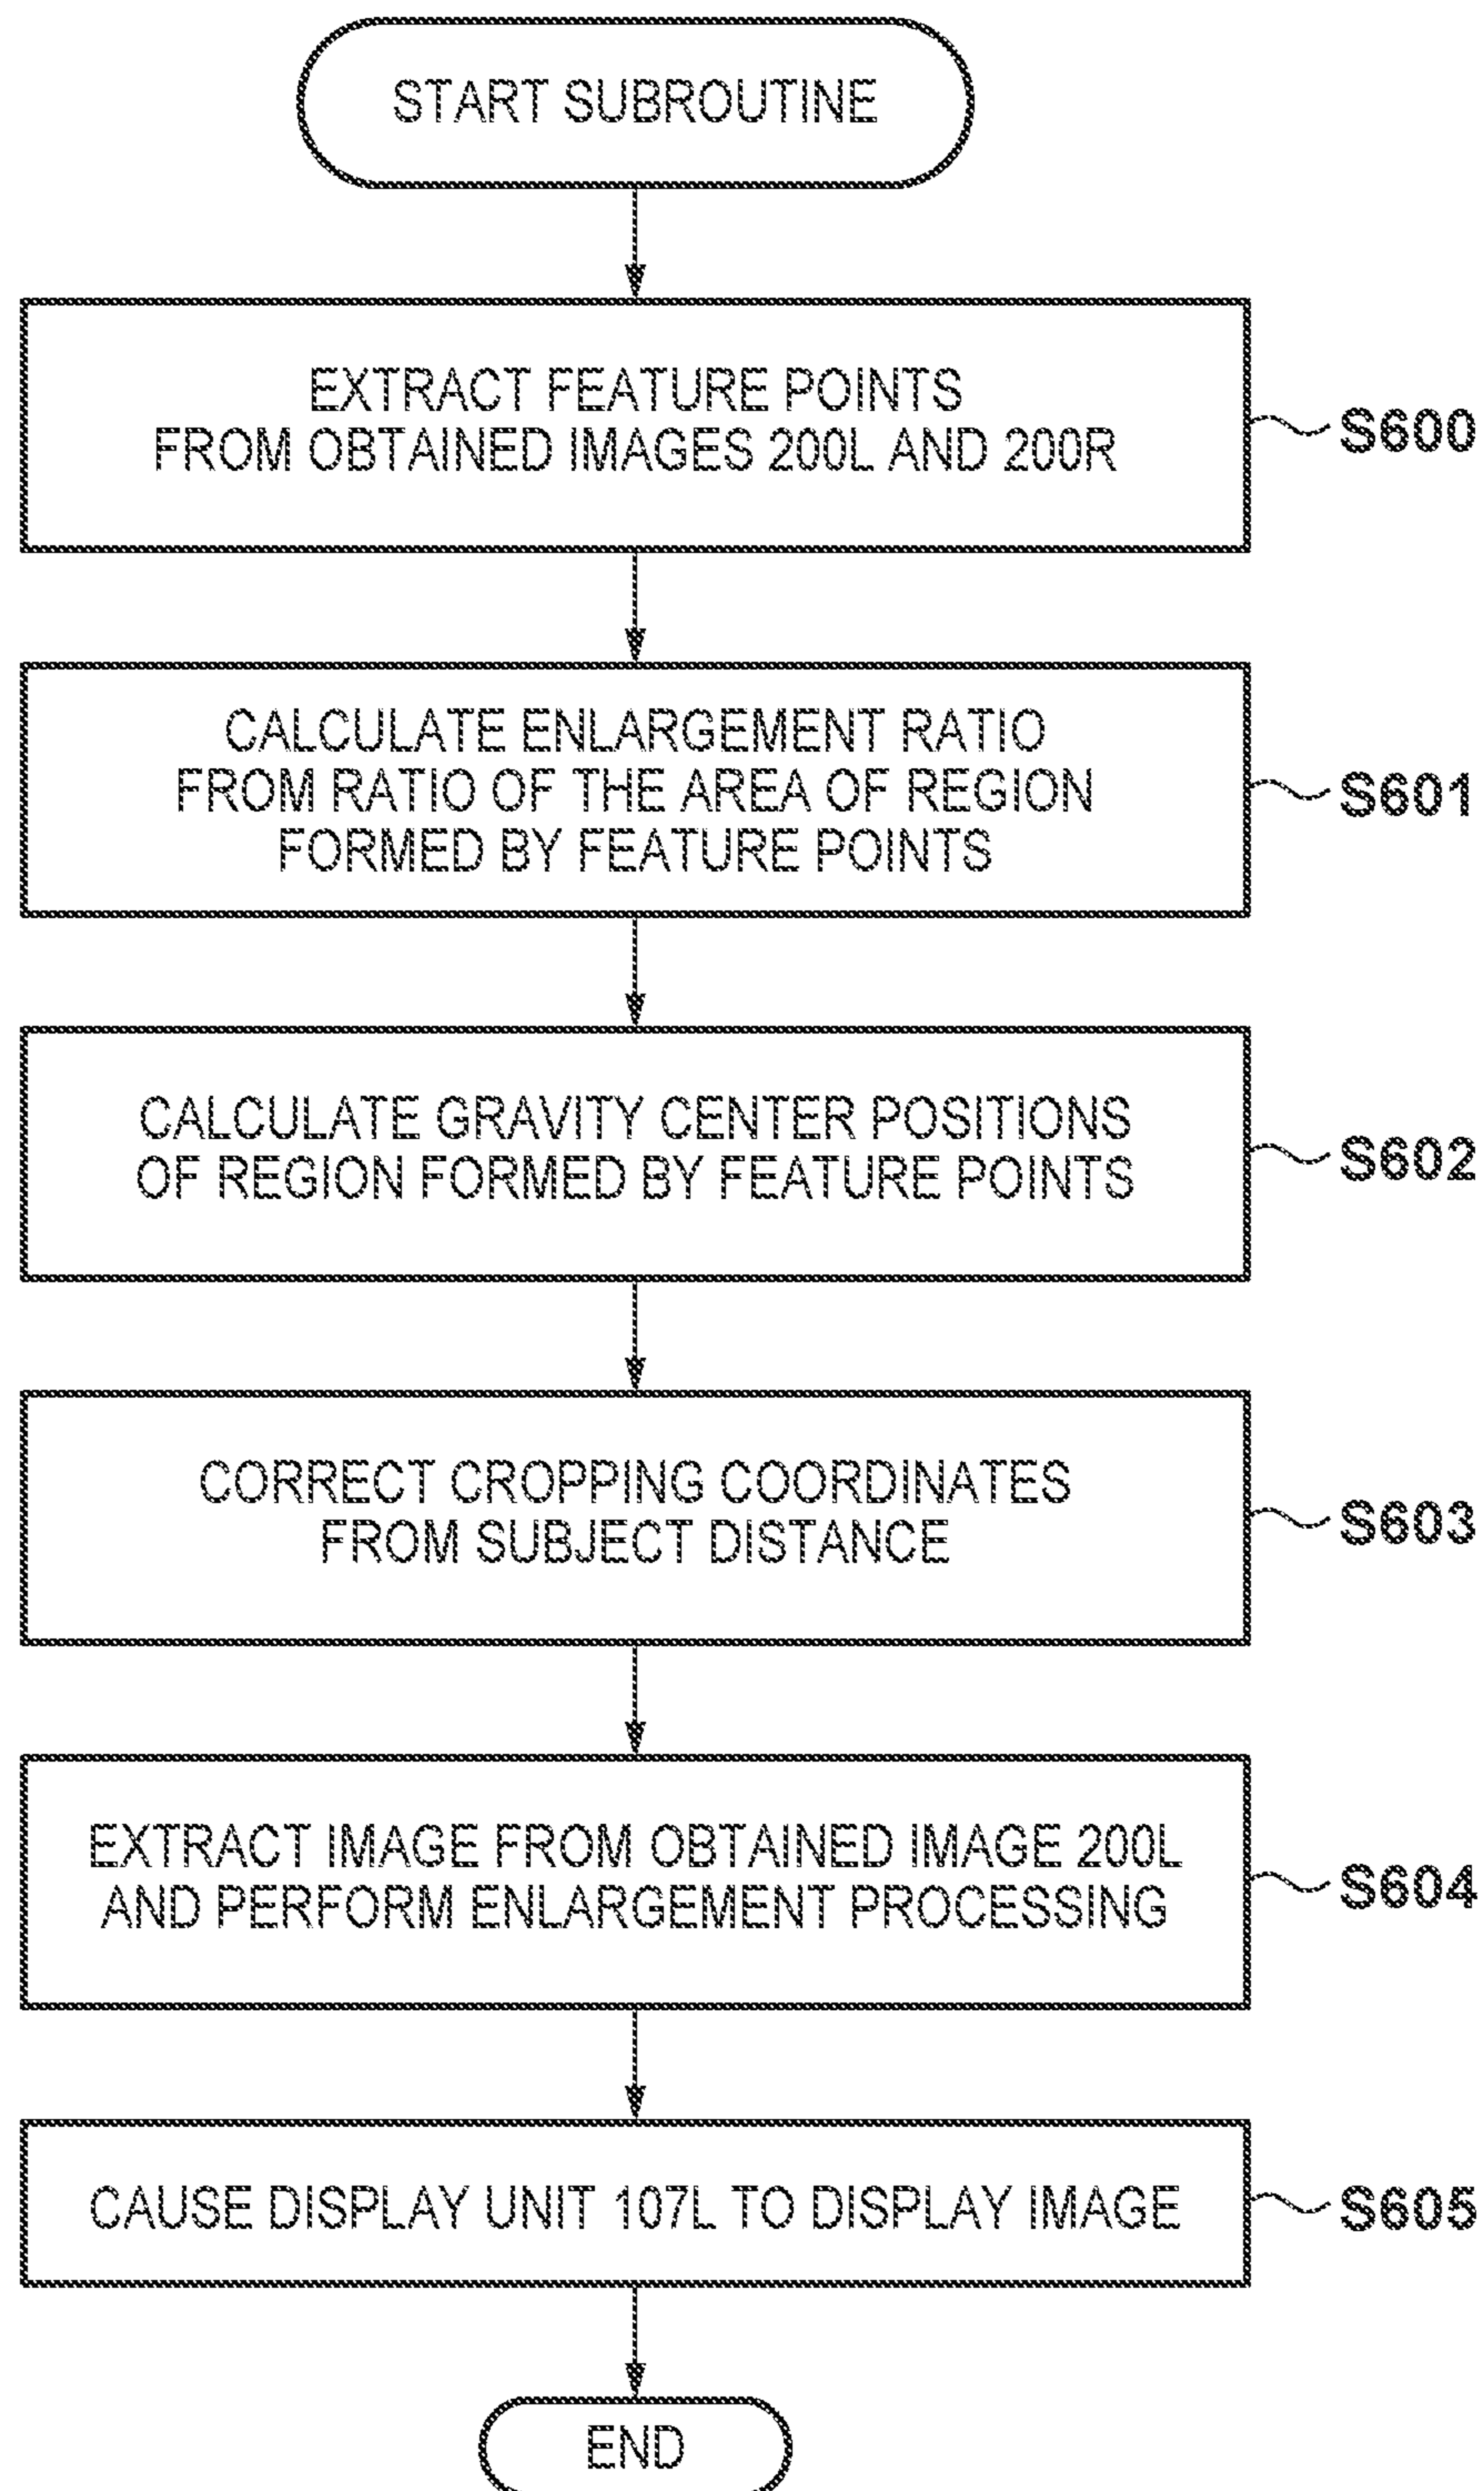 START SUBROUTINE
EXTRACT FEATURE POINTS
FROM OBTAINED IMAGES 200L AND 200R
S600
CALCULATE ENLARGEMENT RATIO
FROM RATIO OF THE AREA OF REGION
FORMED BY FEATURE POINTS
S601
CALCULATE GRAVITY CENTER POSITIONS
OF REGION FORMED BY FEATURE POINTS
S602
CORRECT CROPPING COORDINATES
FROM SUBJECT DISTANCE
S603
EXTRACT IMAGE FROM OBTAINED IMAGE 200L
AND PERFORM ENLARGEMENT PROCESSING
S604
CAUSE DISPLAY UNIT 107L TO DISPLAY IMAGE
S605
END